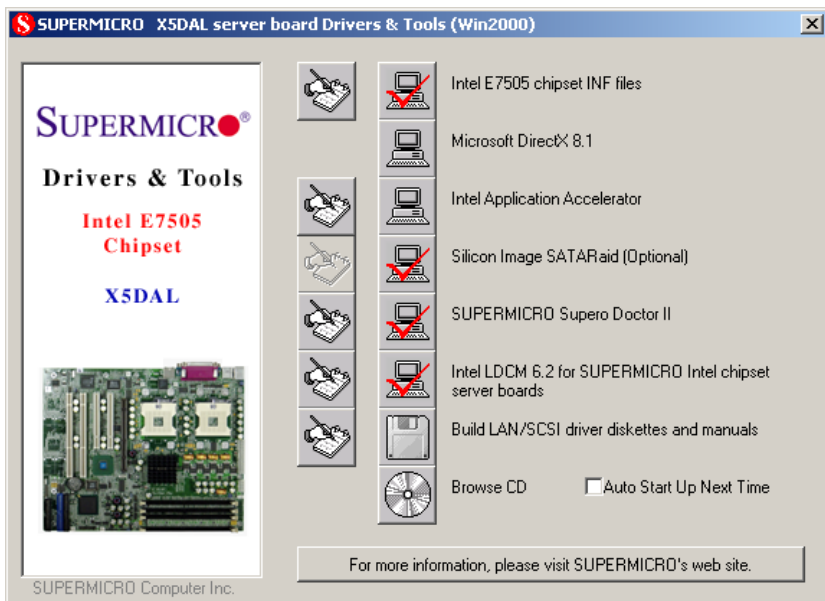 SUPERMICRO X5DAL server board Drivers & Tools (Win2000)
SUPERMICRO®
Drivers & Tools
Intel E7505
Chipset
X5DAL
SUPERMICRO Computer Inc.
Intel E7505 chipset INF files
Microsoft DirectX 8.1
Intel Application Accelerator
Silicon Image SATARaid (Optional)
SUPERMICRO Supero Doctor II
Intel LDCM 6.2 for SUPERMICRO Intel chipset
server boards
Build LAN/SCSI driver diskettes and manuals
Browse CD Auto Start Up Next Time
For more information, please visit SUPERMICRO's web site.